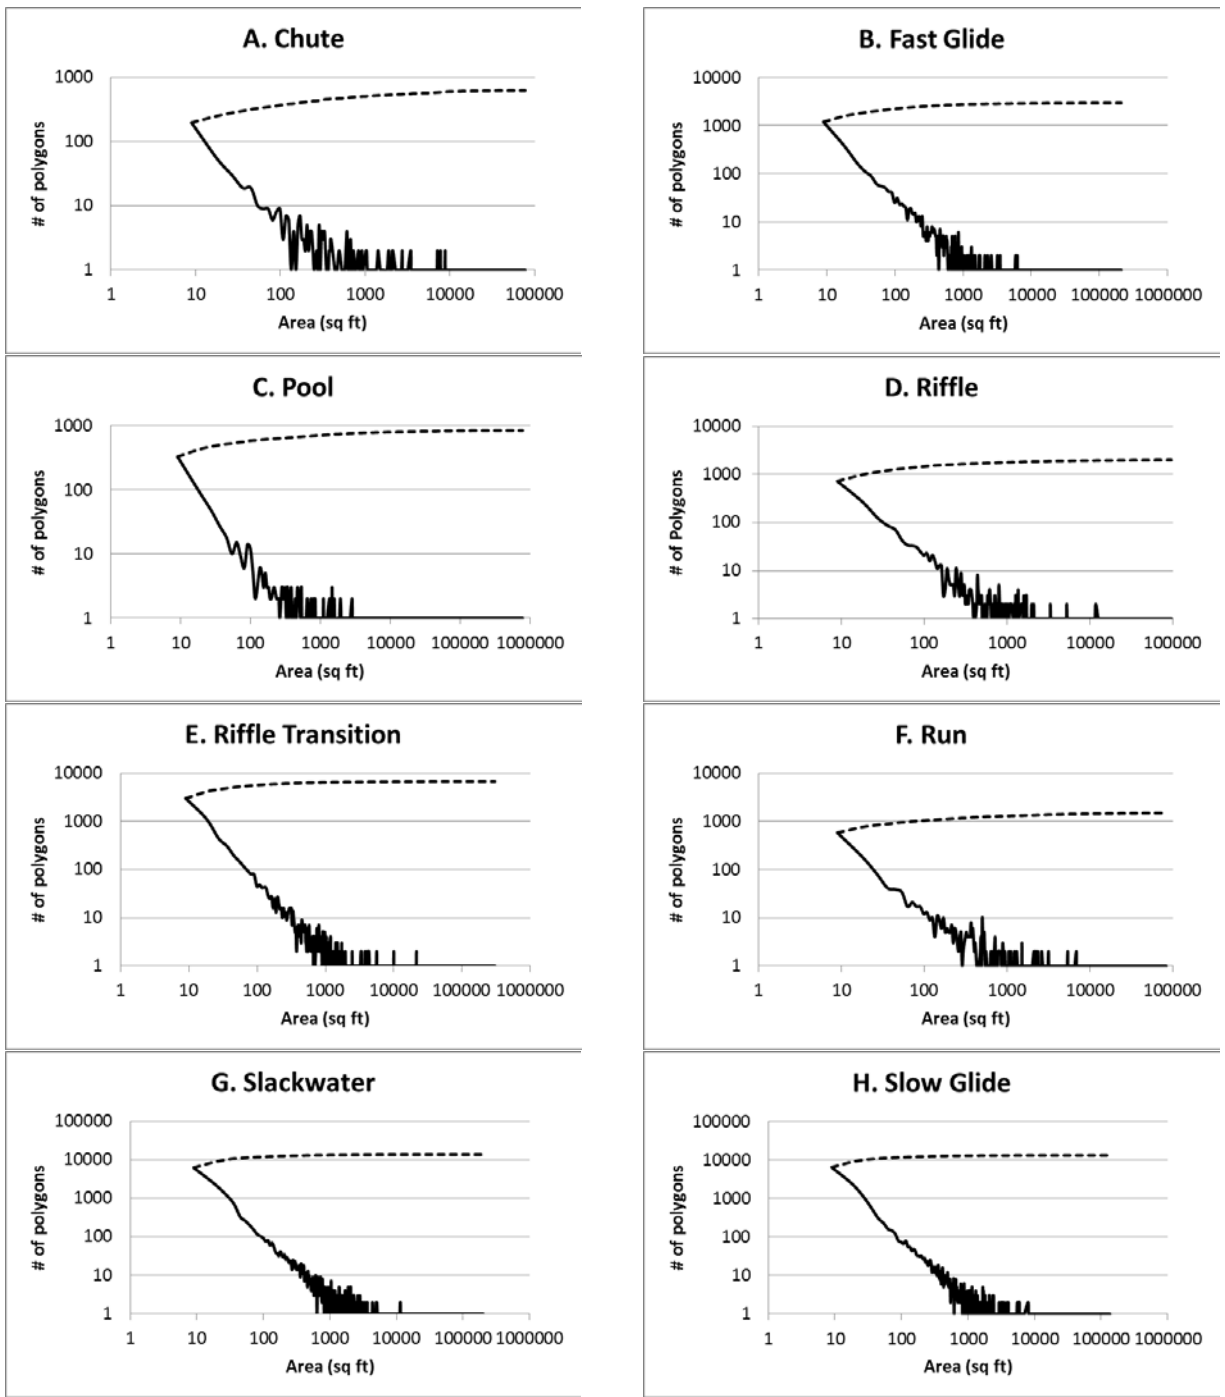 A. Chute
1000
100
10
1
# of polygons
1 10 100 1000 10000 100000
Area (sq ft)
B. Fast Glide
10000
1000
100
10
1
# of polygons
1 10 100 1000 10000 100000 1000000
Area (sq ft)
C. Pool
1000
100
10
1
# of polygons
1 10 100 1000 10000 100000 1000000
Area (sq ft)
D. Riffle
10000
1000
100
10
1
# of Polygons
1 10 100 1000 10000 100000
Area (sq ft)
E. Riffle Transition
10000
1000
100
10
1
# of polygons
1 10 100 1000 10000 100000 1000000
Area (sq ft)
F. Run
10000
1000
100
10
1
# of polygons
1 10 100 1000 10000 100000
Area (sq ft)
G. Slackwater
100000
10000
1000
100
10
1
# of polygons
1 10 100 1000 10000 100000 1000000
Area (sq ft)
H. Slow Glide
100000
10000
1000
100
10
1
# of polygons
1 10 100 1000 10000 100000 1000000
Area (sq ft)